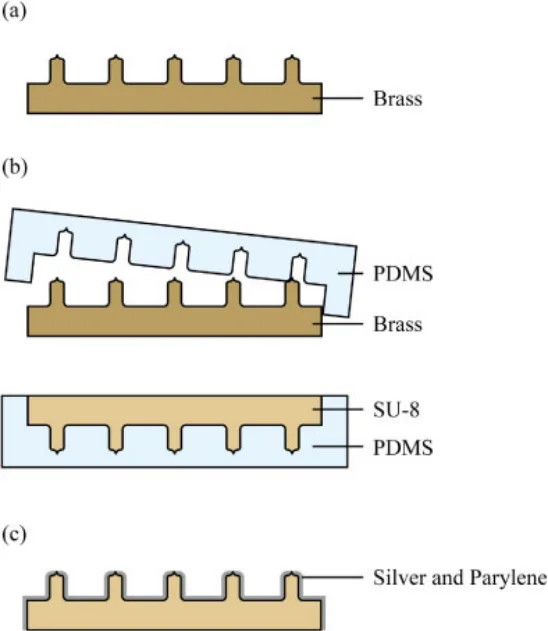 (a)
Brass
(b)
PDMS
Brass
SU-8
PDMS
(c)
Silver and Parylene